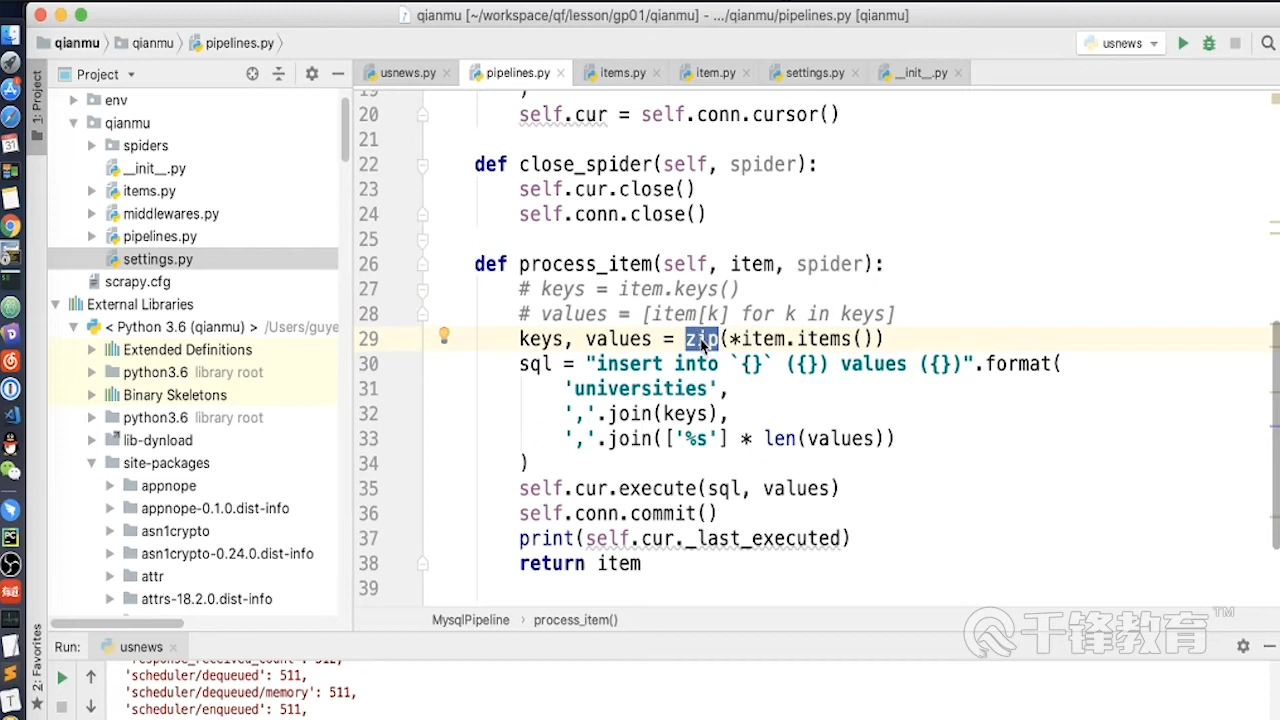 qianmu [~/workspace/qf/lesson/gp01/qianmu] - .../qianmu/pipelines.py [qianmu]
qianmu qianmu pipelines.py
usnews
Project
usnews.py pipelines.py items.py item.py settings.py __init__.py
1: Project
env
qianmu
spiders
__init__.py
items.py
middlewares.py
pipelines.py
settings.py
scrapy.cfg
External Libraries
< Python 3.6 (qianmu) > /Users/guye
Extended Definitions
python3.6 library root
Binary Skeletons
python3.6 library root
lib-dynload
site-packages
appnope
appnope-0.1.0.dist-info
asn1crypto
asn1crypto-0.24.0.dist-info
attr
attrs-18.2.0.dist-info
19 )
20 self.cur = self.conn.cursor()
21
22 def close_spider(self, spider):
23 self.cur.close()
24 self.conn.close()
25
26 def process_item(self, item, spider):
27 # keys = item.keys()
28 # values = [item[k] for k in keys]
29 keys, values = zip(*item.items())
30 sql = "insert into `{}` ({}) values ({})".format(
31 'universities',
32 ','.join(keys),
33 ','.join(['%s'] * len(values))
34 )
35 self.cur.execute(sql, values)
36 self.conn.commit()
37 print(self.cur._last_executed)
38 return item
39
MysqlPipeline process_item()
千锋教育 TM
2: Favorites
Run: usnews
'response_received_count': 512,
'scheduler/dequeued': 511,
'scheduler/dequeued/memory': 511,
'scheduler/enqueued': 511,